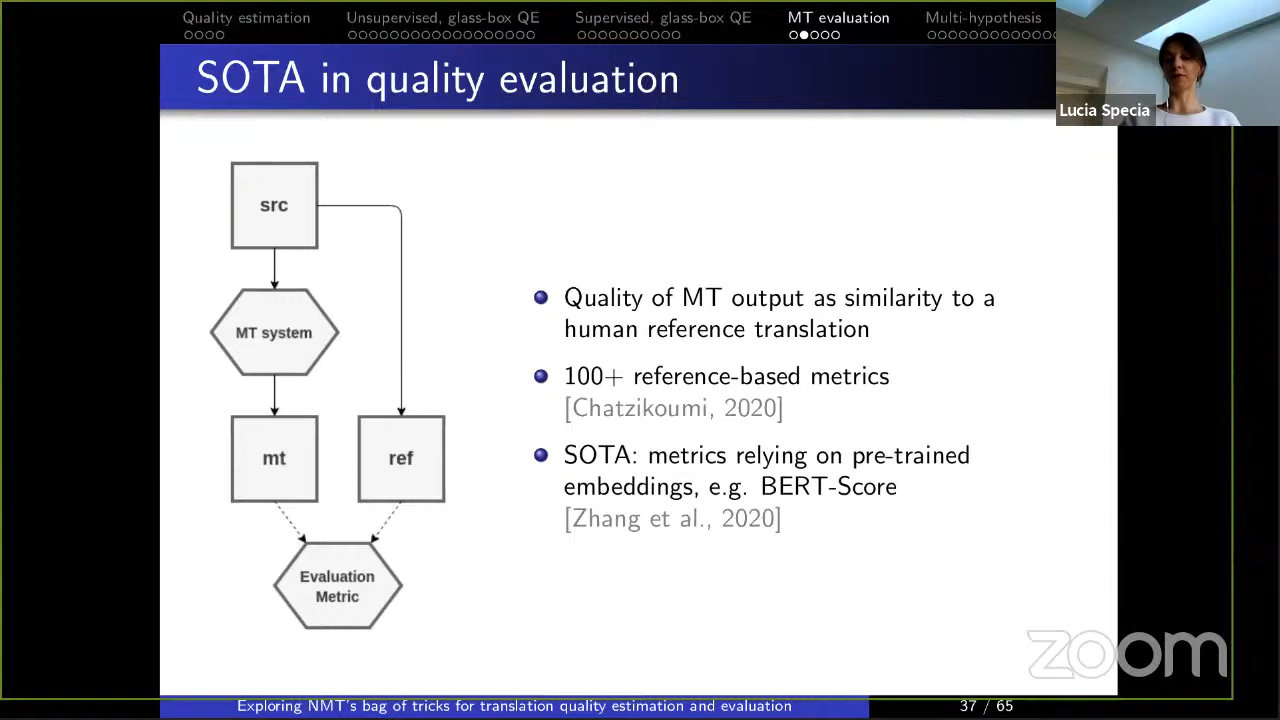 Quality estimation
Unsupervised, glass-box QE
Supervised, glass-box QE
MT evaluation
Multi-hypothesis
SOTA in quality evaluation
Lucia Specia
src
MT system
mt
ref
Evaluation
Metric
Quality of MT output as similarity to a
human reference translation
100+ reference-based metrics
[Chatzikoumi, 2020]
SOTA: metrics relying on pre-trained
embeddings, e.g. BERT-Score
[Zhang et al., 2020]
zoom
Exploring NMT's bag of tricks for translation quality estimation and evaluation
37 / 65